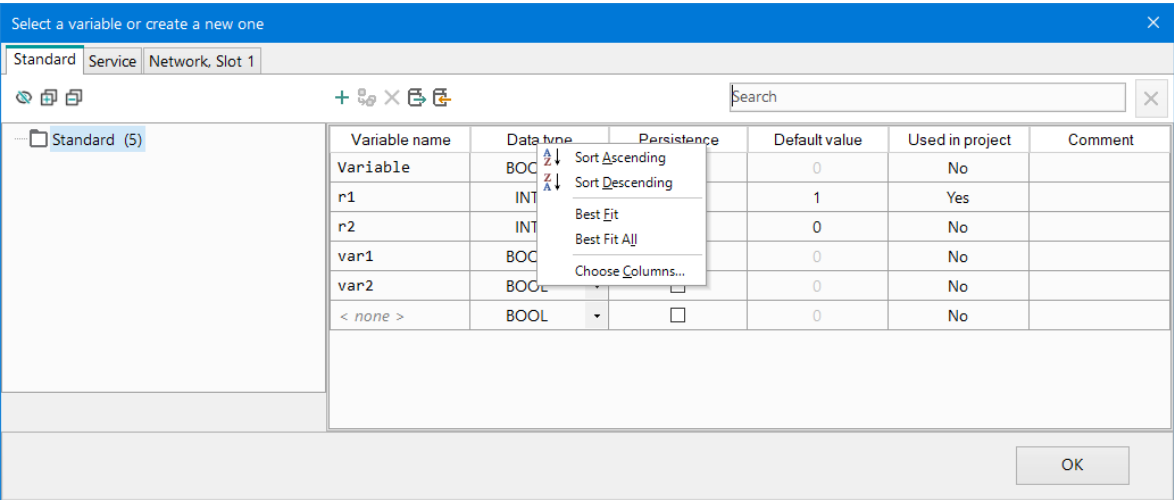 Select a variable or create a new one
Standard Service Network, Slot 1
Search
Standard (5)
Variable name Data type Persistence Default value Used in project Comment
Variable 0 No
r1 INT 1 Yes
r2 INT 0 No
var1 0 No
var2 BOOL 0 No
< none > BOOL 0 No
Sort Ascending
Sort Descending
Best Fit
Best Fit All
Choose Columns...
OK